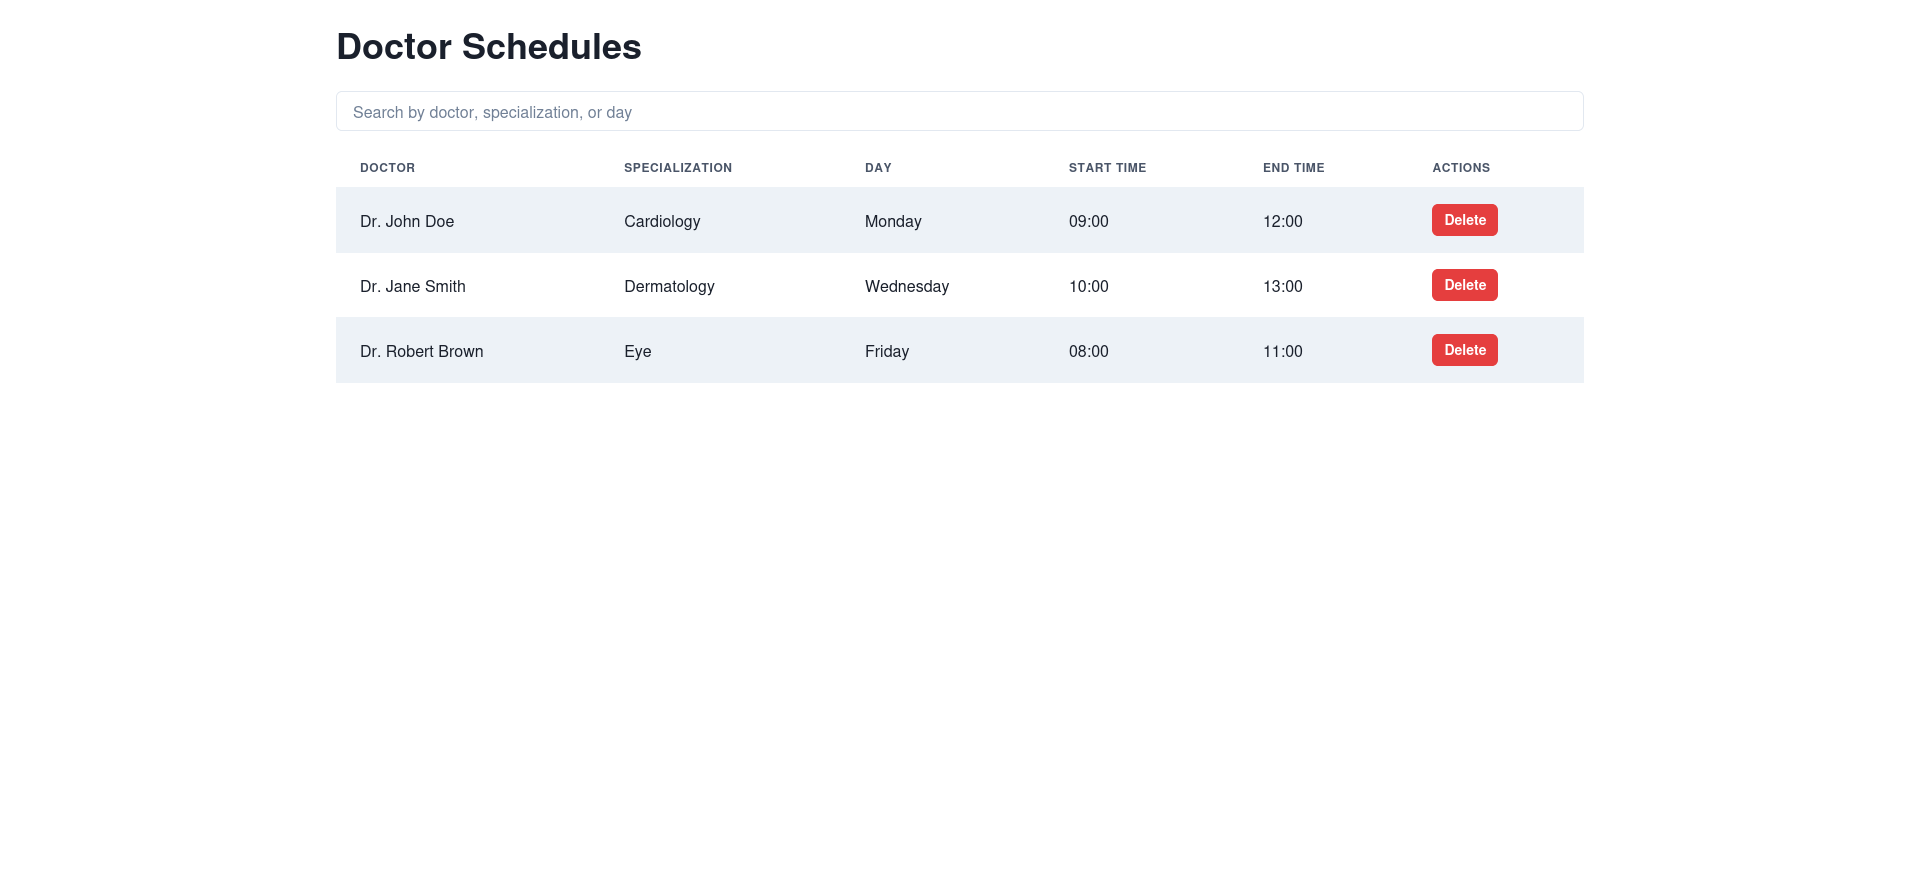 Doctor Schedules
Search by doctor, specialization, or day
DOCTOR SPECIALIZATION DAY START TIME END TIME ACTIONS
Dr. John Doe Cardiology Monday 09:00 12:00 Delete
Dr. Jane Smith Dermatology Wednesday 10:00 13:00 Delete
Dr. Robert Brown Eye Friday 08:00 11:00 Delete